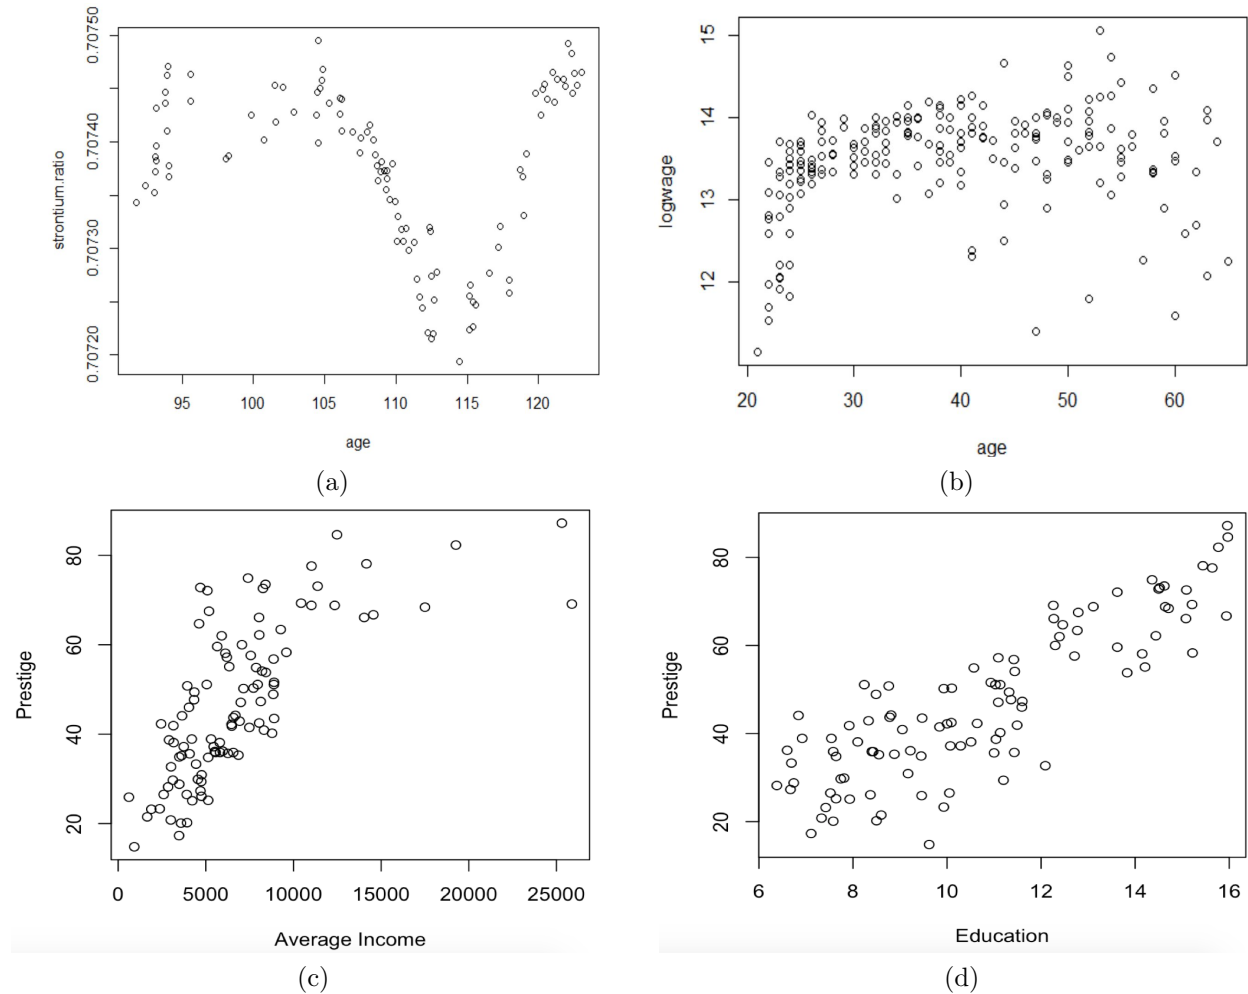 0.70750
0.70740
0.70730
0.70720
strontium.ratio
95 100 105 110 115 120
age
(a)
15
14
13
12
logwage
20 30 40 50 60
age
(b)
80
60
40
20
Prestige
0 5000 10000 15000 20000 25000
Average Income
(c)
80
60
40
20
Prestige
6 8 10 12 14 16
Education
(d)